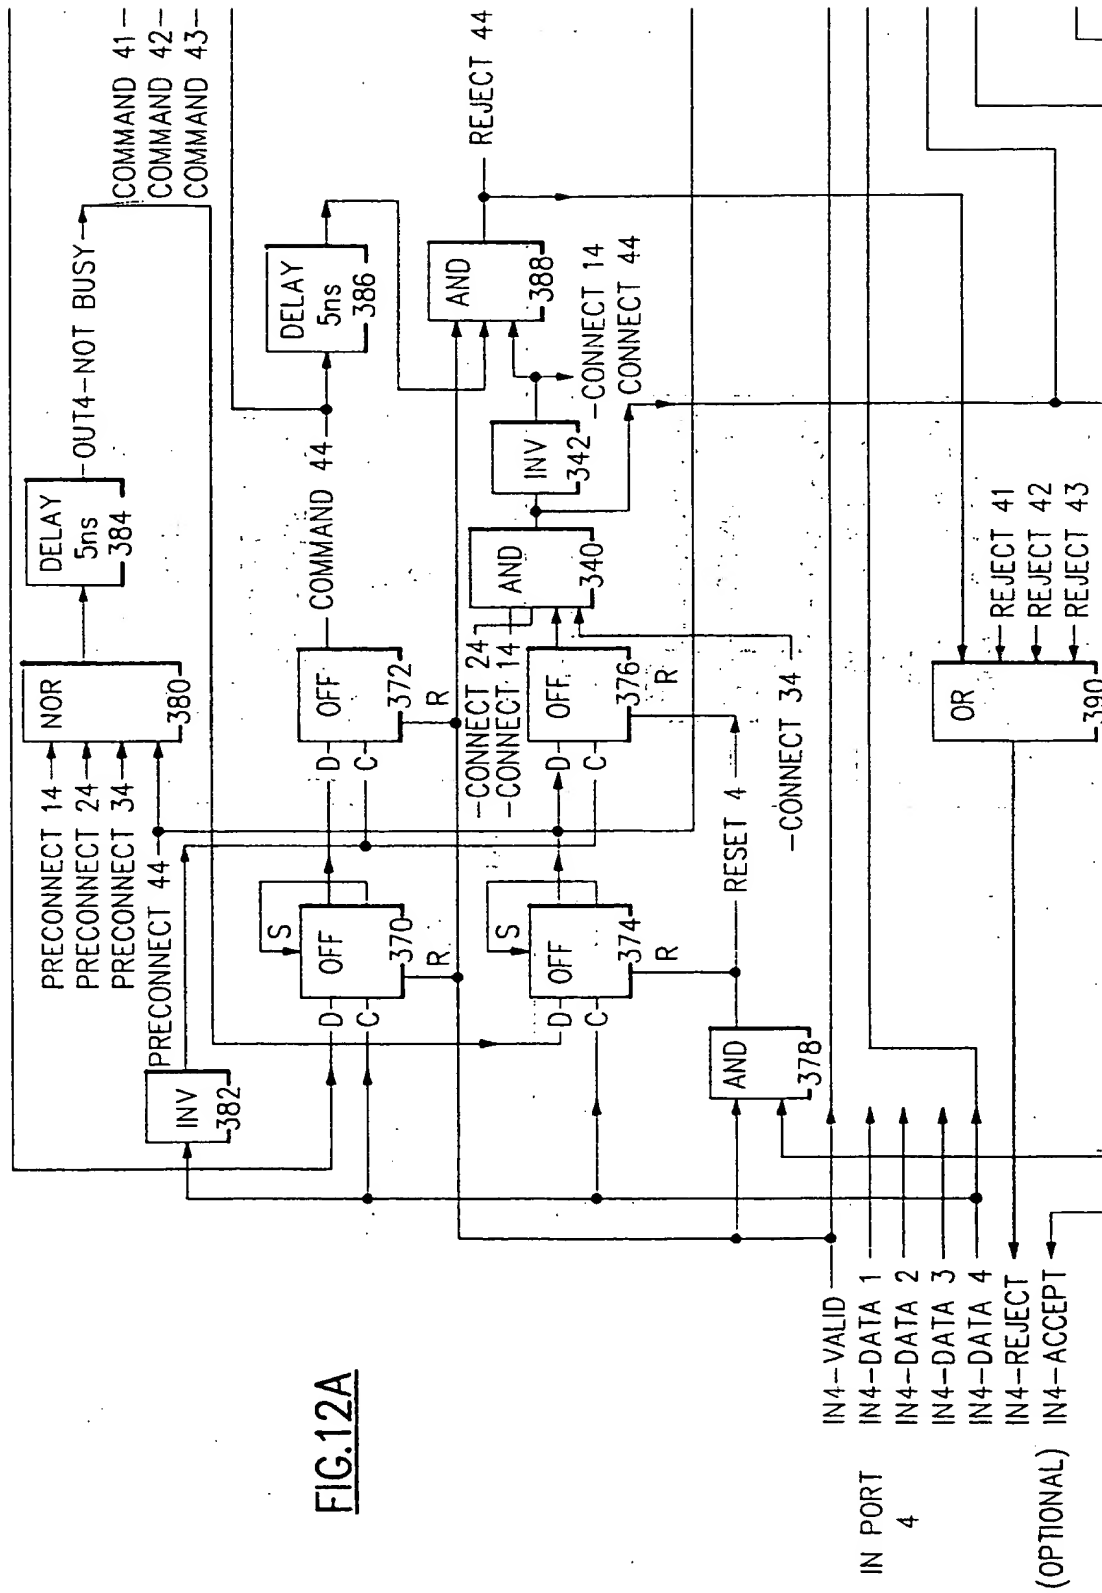 FIG.12A
PRECONNECT 14
PRECONNECT 24
PRECONNECT 34
PRECONNECT 44
NOR
380
DELAY
5ns
384
OUT4-NOT BUSY
COMMAND 41
COMMAND 42
COMMAND 43
INV
382
D
C
S
OFF
370
R
D
C
OFF
372
R
COMMAND 44
DELAY
5ns
386
D
C
S
OFF
374
R
-CONNECT 24
-CONNECT 14
D
C
OFF
376
R
AND
340
INV
342
AND
388
REJECT 44
-CONNECT 14
CONNECT 44
AND
378
RESET 4
-CONNECT 34
IN PORT
4
IN4-VALID
IN4-DATA 1
IN4-DATA 2
IN4-DATA 3
IN4-DATA 4
IN4-REJECT
(OPTIONAL) IN4-ACCEPT
OR
390
REJECT 41
REJECT 42
REJECT 43